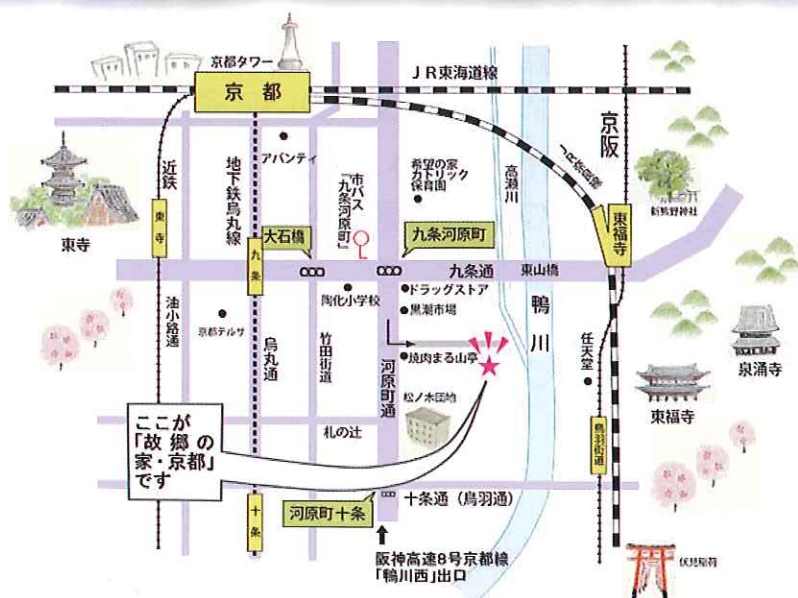 京都タワー
京都
JR東海道線
京阪
近鉄
地下鉄烏丸線
アバンティ
市バス
「九条河原町」
希望の家
カトリック
保育園
高瀬川
JR奈良線
新熊野神社
東寺
東寺
九条
大石橋
九条河原町
東福寺
九条通
東山橋
陶化小学校
ドラッグストア
黒潮市場
鴨川
油小路通
京都テルサ
烏丸通
竹田街道
河原町通
焼肉まる山亭
任天堂
泉涌寺
東福寺
松ノ木団地
札の辻
鳥羽街道
ここが
「故郷の
家・京都」
です
十条
河原町十条
十条通（鳥羽通）
阪神高速8号京都線
「鴨川西」出口
伏見稲荷